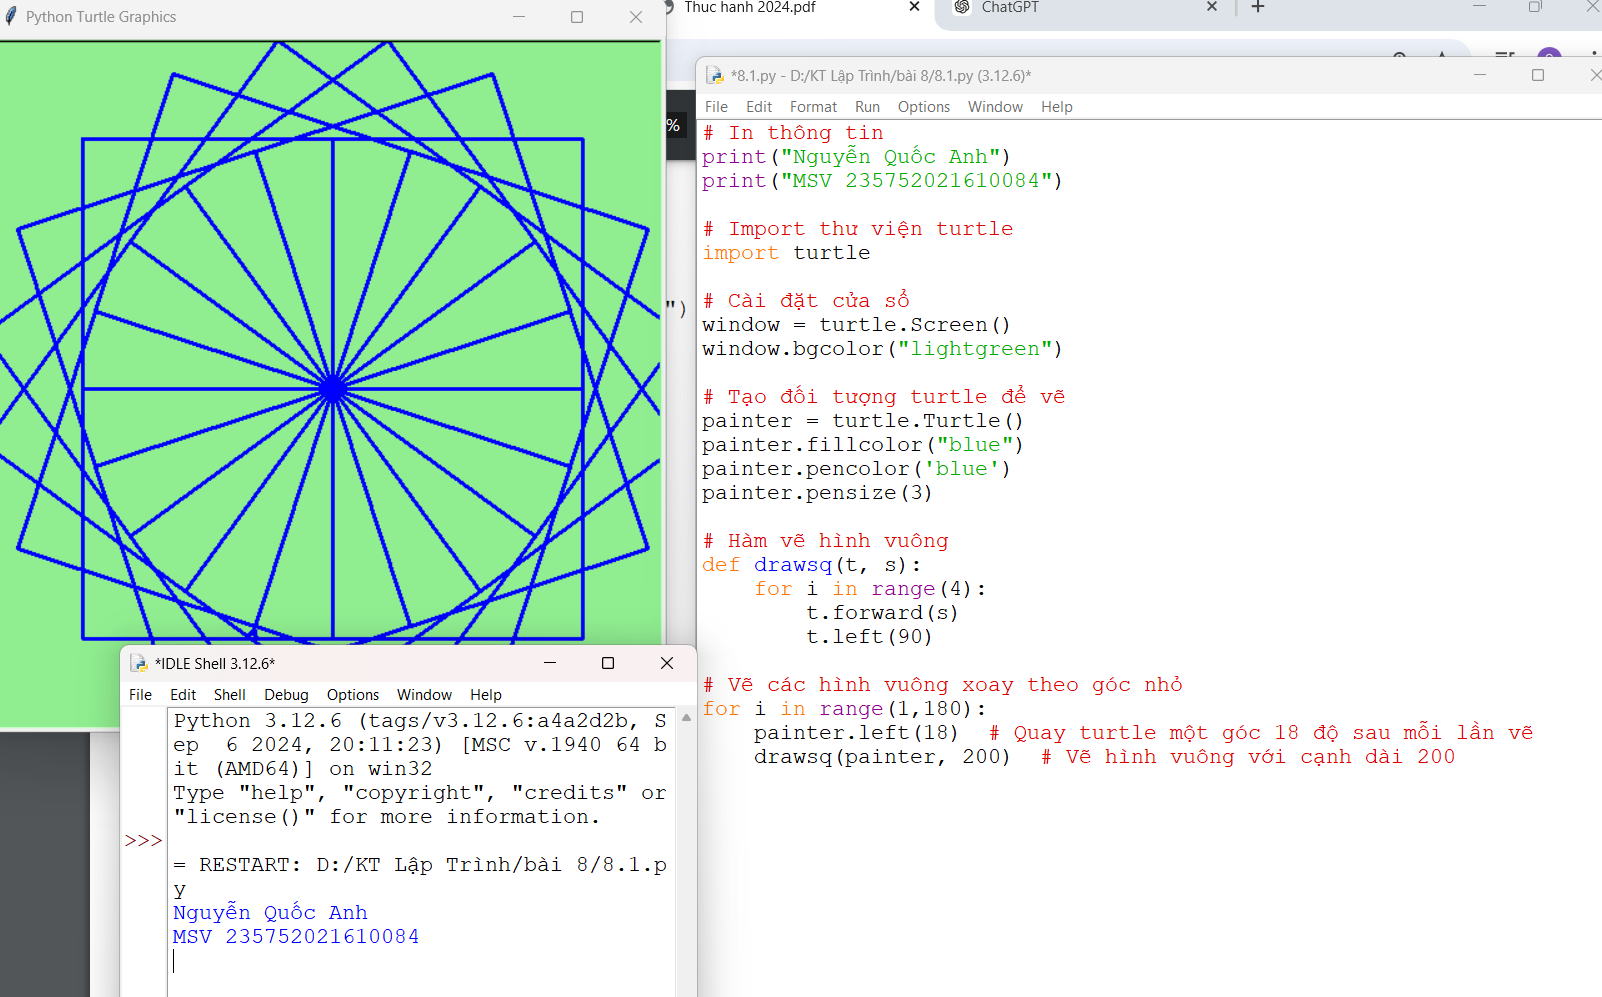 Python Turtle Graphics
Thuc hanh 2024.pdf
ChatGPT
%
")
*8.1.py - D:/KT Lập Trình/bài 8/8.1.py (3.12.6)*
File Edit Format Run Options Window Help
# In thông tin
print("Nguyễn Quốc Anh")
print("MSV 235752021610084")
# Import thư viện turtle
import turtle
# Cài đặt cửa sổ
window = turtle.Screen()
window.bgcolor("lightgreen")
# Tạo đối tượng turtle để vẽ
painter = turtle.Turtle()
painter.fillcolor("blue")
painter.pencolor('blue')
painter.pensize(3)
# Hàm vẽ hình vuông
def drawsq(t, s):
    for i in range(4):
        t.forward(s)
        t.left(90)
# Vẽ các hình vuông xoay theo góc nhỏ
for i in range(1,180):
    painter.left(18)  # Quay turtle một góc 18 độ sau mỗi lần vẽ
    drawsq(painter, 200)  # Vẽ hình vuông với cạnh dài 200
*IDLE Shell 3.12.6*
File Edit Shell Debug Options Window Help
Python 3.12.6 (tags/v3.12.6:a4a2d2b, S
ep  6 2024, 20:11:23) [MSC v.1940 64 b
it (AMD64)] on win32
Type "help", "copyright", "credits" or
"license()" for more information.
>>>
= RESTART: D:/KT Lập Trình/bài 8/8.1.p
y
Nguyễn Quốc Anh
MSV 235752021610084